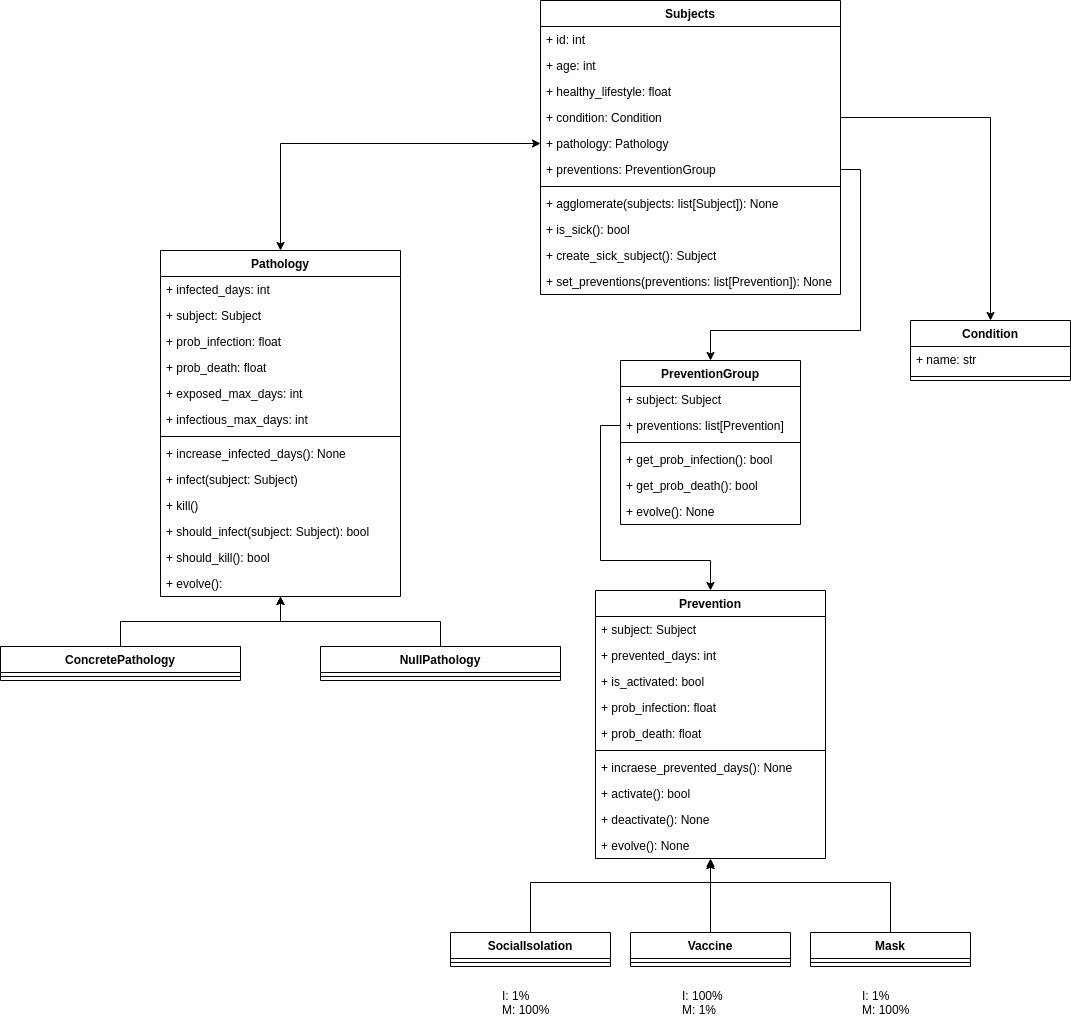 Subjects
+ id: int
+ age: int
+ healthy_lifestyle: float
+ condition: Condition
+ pathology: Pathology
+ preventions: PreventionGroup
+ agglomerate(subjects: list[Subject]): None
+ is_sick(): bool
+ create_sick_subject(): Subject
+ set_preventions(preventions: list[Prevention]): None
Pathology
+ infected_days: int
+ subject: Subject
+ prob_infection: float
+ prob_death: float
+ exposed_max_days: int
+ infectious_max_days: int
+ increase_infected_days(): None
+ infect(subject: Subject)
+ kill()
+ should_infect(subject: Subject): bool
+ should_kill(): bool
+ evolve():
Condition
+ name: str
PreventionGroup
+ subject: Subject
+ preventions: list[Prevention]
+ get_prob_infection(): bool
+ get_prob_death(): bool
+ evolve(): None
ConcretePathology
NullPathology
Prevention
+ subject: Subject
+ prevented_days: int
+ is_activated: bool
+ prob_infection: float
+ prob_death: float
+ incraese_prevented_days(): None
+ activate(): bool
+ deactivate(): None
+ evolve(): None
SocialIsolation
Vaccine
Mask
I: 1%
M: 100%
I: 100%
M: 1%
I: 1%
M: 100%